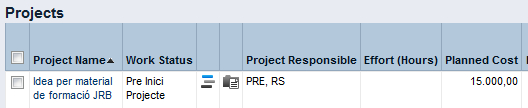 Projects
Project Name Work Status Project Responsible Effort (Hours) Planned Cost
Idea per material Pre Inici PRE, RS 15.000,00
de formació JRB Projecte